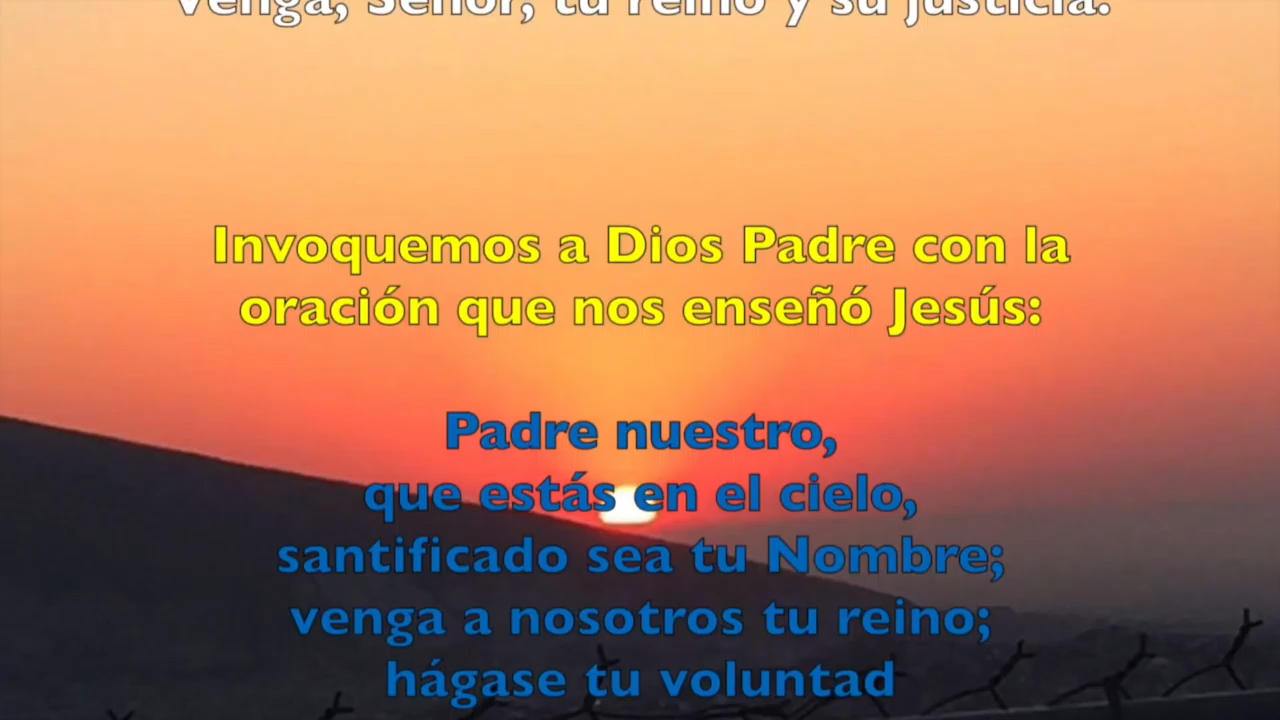 Venga, Señor, tu reino y su justicia.
Invoquemos a Dios Padre con la
oración que nos enseñó Jesús:
Padre nuestro,
que estás en el cielo,
santificado sea tu Nombre;
venga a nosotros tu reino;
hágase tu voluntad